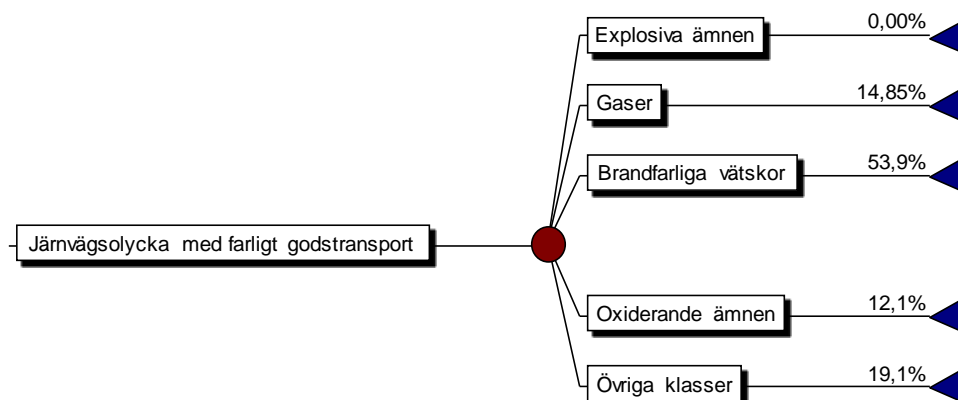 Explosiva ämnen 0,00%
Gaser 14,85%
Brandfarliga vätskor 53,9%
Järnvägsolycka med farligt godstransport
Oxiderande ämnen 12,1%
Övriga klasser 19,1%